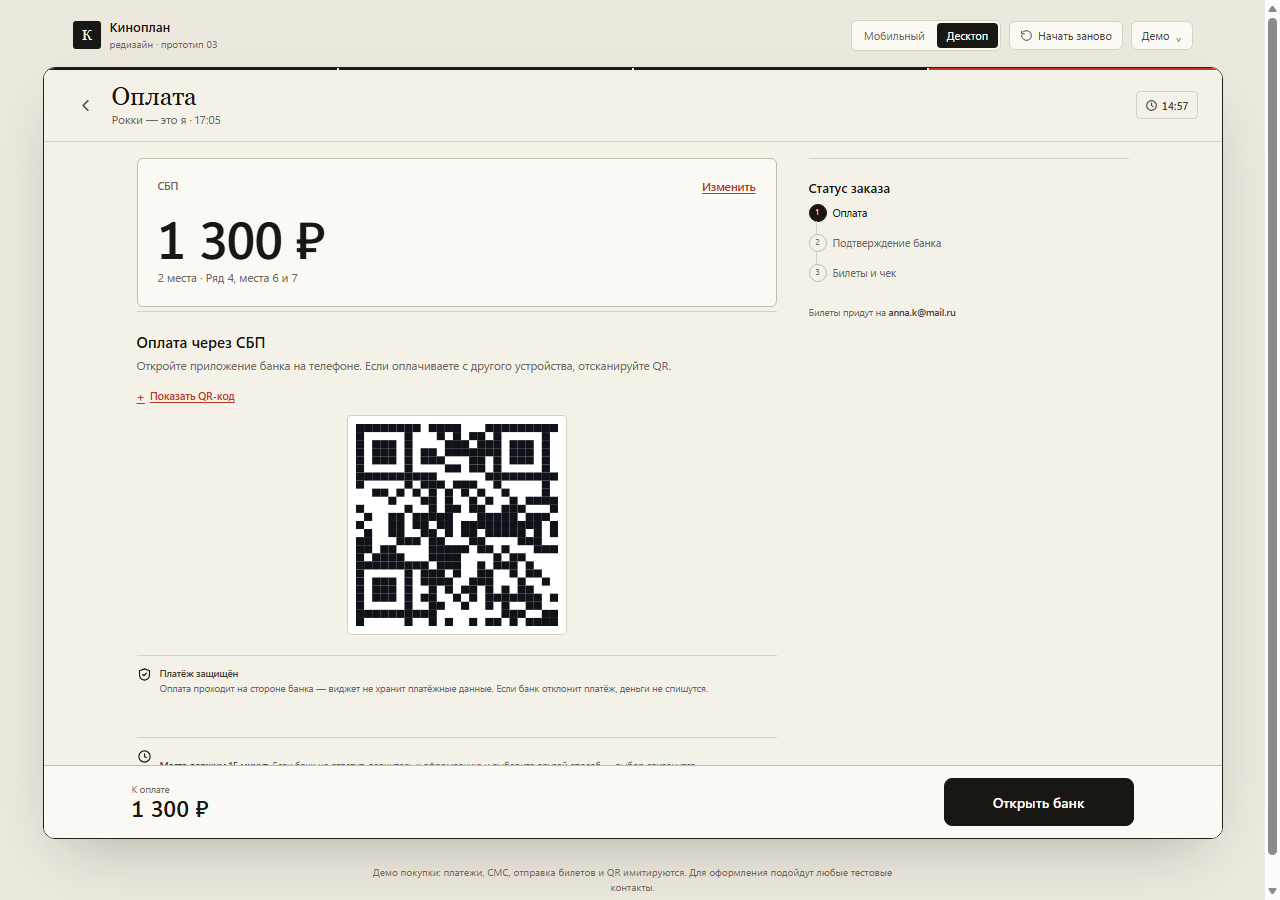 К
Киноплан
редизайн · прототип 03
Мобильный
Десктоп
Начать заново
Демо
Оплата
Рокки — это я · 17:05
14:57
СБП
Изменить
1 300 ₽
2 места · Ряд 4, места 6 и 7
Оплата через СБП
Откройте приложение банка на телефоне. Если оплачиваете с другого устройства, отсканируйте QR.
+ Показать QR-код
Платёж защищён
Оплата проходит на стороне банка — виджет не хранит платёжные данные. Если банк отклонит платёж, деньги не спишутся.
Статус заказа
1 Оплата
2 Подтверждение банка
3 Билеты и чек
Билеты придут на anna.k@mail.ru
К оплате
1 300 ₽
Открыть банк
Демо покупки: платежи, СМС, отправка билетов и QR имитируются. Для оформления подойдут любые тестовые
контакты.